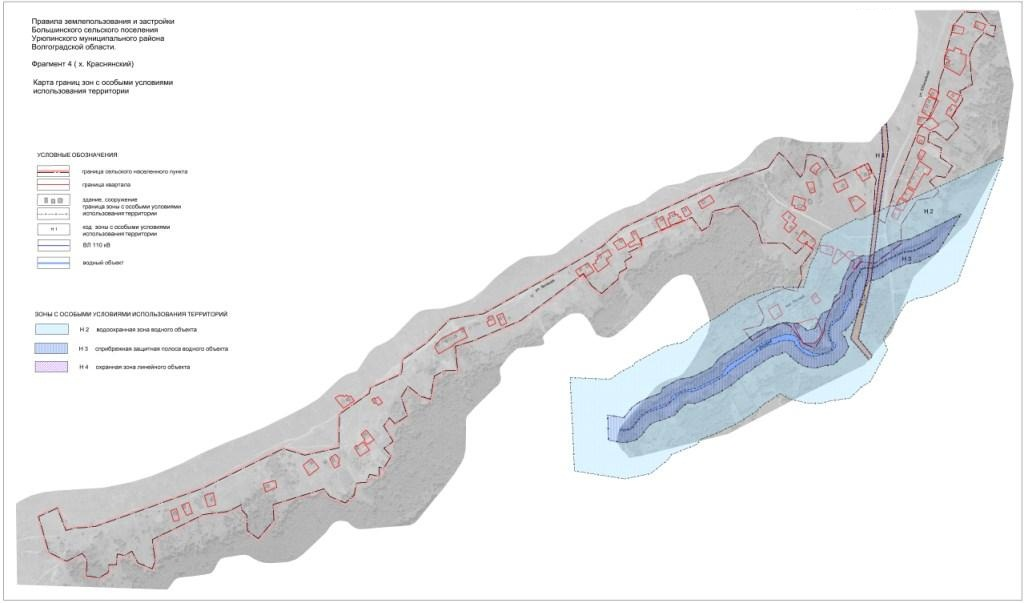 Правила землепользования и застройки
Большинского сельского поселения
Урюпинского муниципального района
Волгоградской области.
Фрагмент 4 ( х. Краснянский)
Карта границ зон с особыми условиями
использования территории
УСЛОВНЫЕ ОБОЗНАЧЕНИЯ
граница сельского населенного пункта
граница квартала
здание, сооружение
граница зоны с особыми условиями
использования территории
Н 1
код зоны с особыми условиями
использования территории
ВЛ 110 кВ
водный объект
ЗОНЫ С ОСОБЫМИ УСЛОВИЯМИ ИСПОЛЬЗОВАНИЯ ТЕРРИТОРИЙ
Н 2 водоохранная зона водного объекта
Н 3 сприбрежная защитная полоса водного объекта
Н 4 охранная зона линейного объекта
Н 2
Н 3